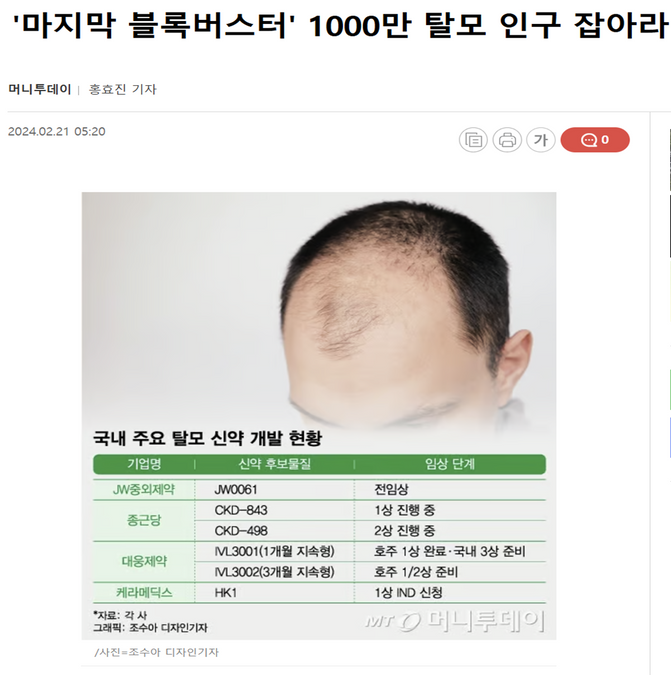 '마지막 블록버스터' 1000만 탈모 인구 잡아라
머니투데이 | 홍효진 기자
2024.02.21 05:20
가
0
국내 주요 탈모 신약 개발 현황
기업명 | 신약 후보물질 | 임상 단계
JW중외제약 JW0061 전임상
종근당 CKD-843 1상 진행 중
CKD-498 2상 진행 중
대웅제약 IVL3001(1개월 지속형) 호주 1상 완료·국내 3상 준비
IVL3002(3개월 지속형) 호주 1/2상 준비
케라메딕스 HK1 1상 IND 신청
*자료: 각 사
그래픽: 조수아 디자인기자
MT 머니투데이
/사진=조수아 디자인기자